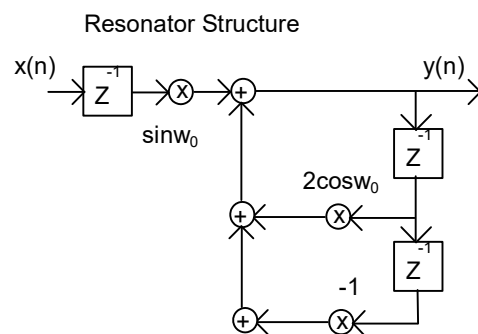 Resonator Structure
x(n)
y(n)
Z⁻¹
x
+
sinw₀
Z⁻¹
2cosw₀
+
x
Z⁻¹
-1
+
x